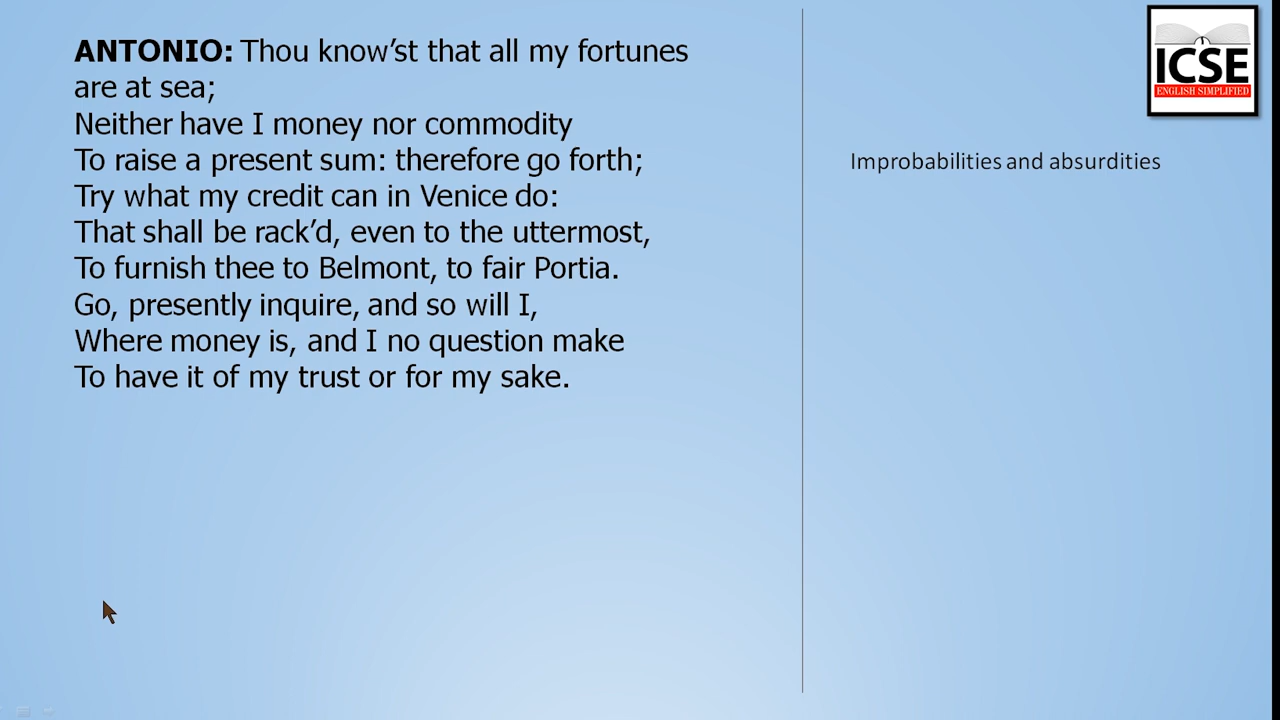 ANTONIO: Thou know’st that all my fortunes
are at sea;
Neither have I money nor commodity
To raise a present sum: therefore go forth;
Try what my credit can in Venice do:
That shall be rack’d, even to the uttermost,
To furnish thee to Belmont, to fair Portia.
Go, presently inquire, and so will I,
Where money is, and I no question make
To have it of my trust or for my sake.
Improbabilities and absurdities
ICSE
ENGLISH SIMPLIFIED